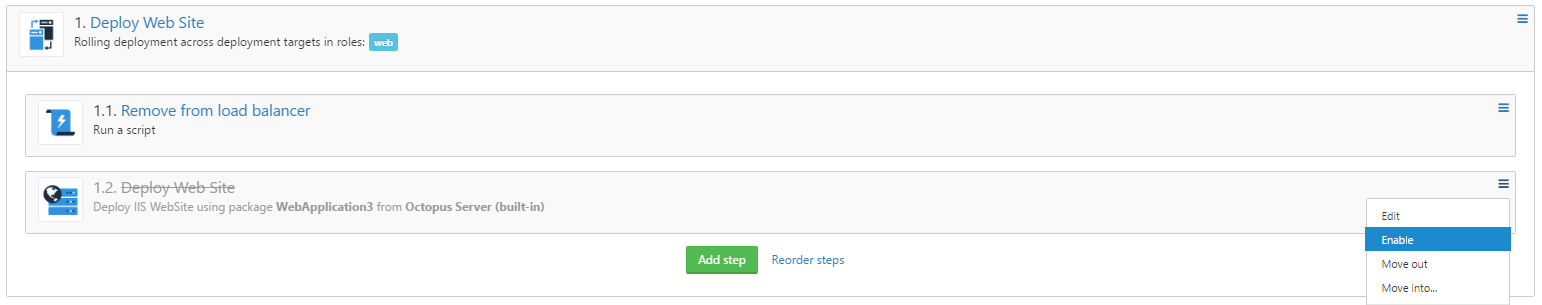 1. Deploy Web Site
Rolling deployment across deployment targets in roles: web
1.1. Remove from load balancer
Run a script
1.2. Deploy Web Site
Deploy IIS WebSite using package WebApplication3 from Octopus Server (built-in)
Edit
Enable
Move out
Move into...
Add step Reorder steps